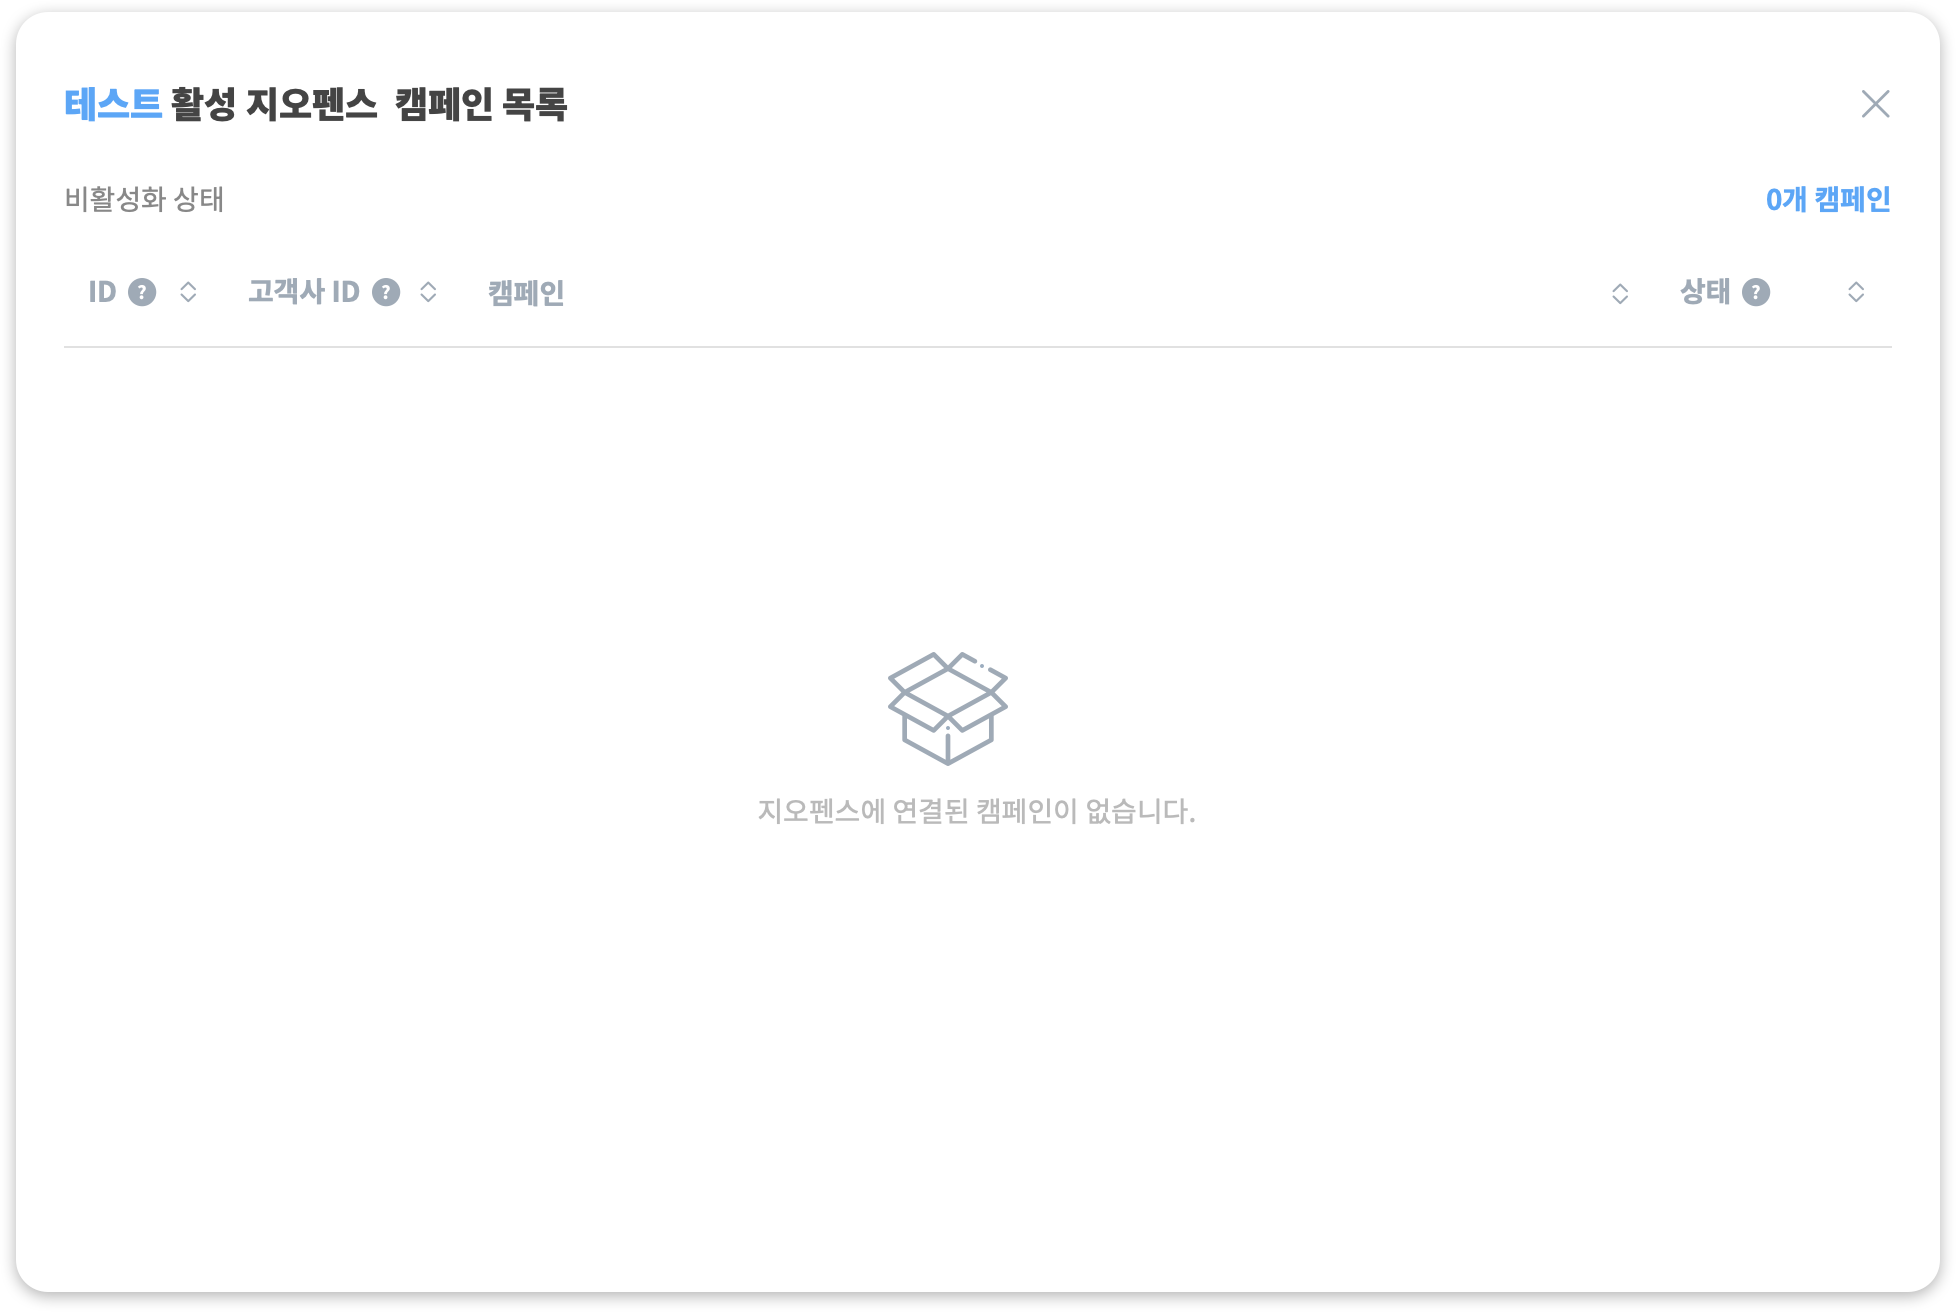 테스트 활성 지오펜스 캠페인 목록
비활성화 상태 0개 캠페인
ID ? 고객사 ID ? 캠페인 상태 ?
지오펜스에 연결된 캠페인이 없습니다.